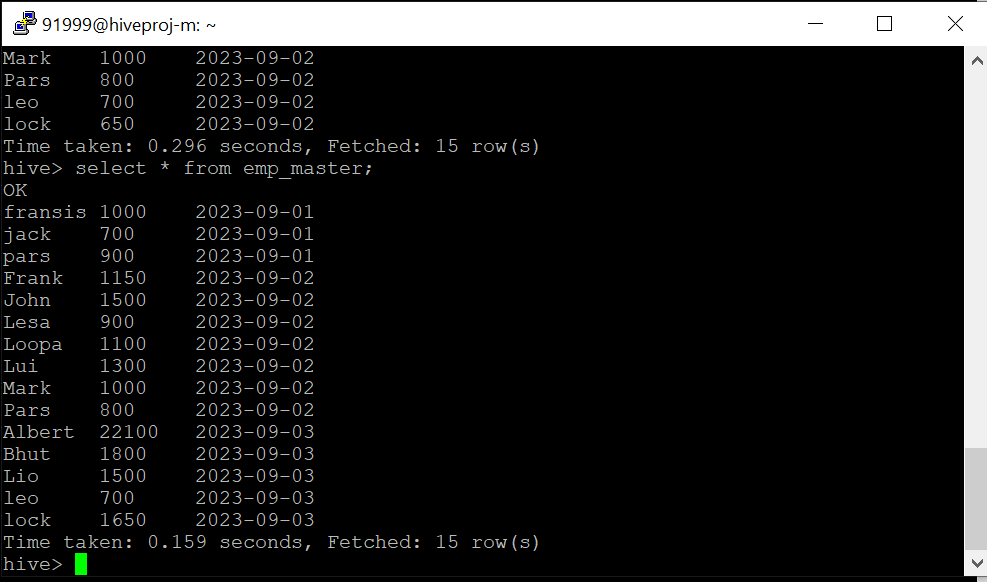 91999@hiveproj-m: ~
Mark    1000    2023-09-02
Pars    800     2023-09-02
leo     700     2023-09-02
lock    650     2023-09-02
Time taken: 0.296 seconds, Fetched: 15 row(s)
hive> select * from emp_master;
OK
fransis 1000    2023-09-01
jack    700     2023-09-01
pars    900     2023-09-01
Frank   1150    2023-09-02
John    1500    2023-09-02
Lesa    900     2023-09-02
Loopa   1100    2023-09-02
Lui     1300    2023-09-02
Mark    1000    2023-09-02
Pars    800     2023-09-02
Albert  22100   2023-09-03
Bhut    1800    2023-09-03
Lio     1500    2023-09-03
leo     700     2023-09-03
lock    1650    2023-09-03
Time taken: 0.159 seconds, Fetched: 15 row(s)
hive>